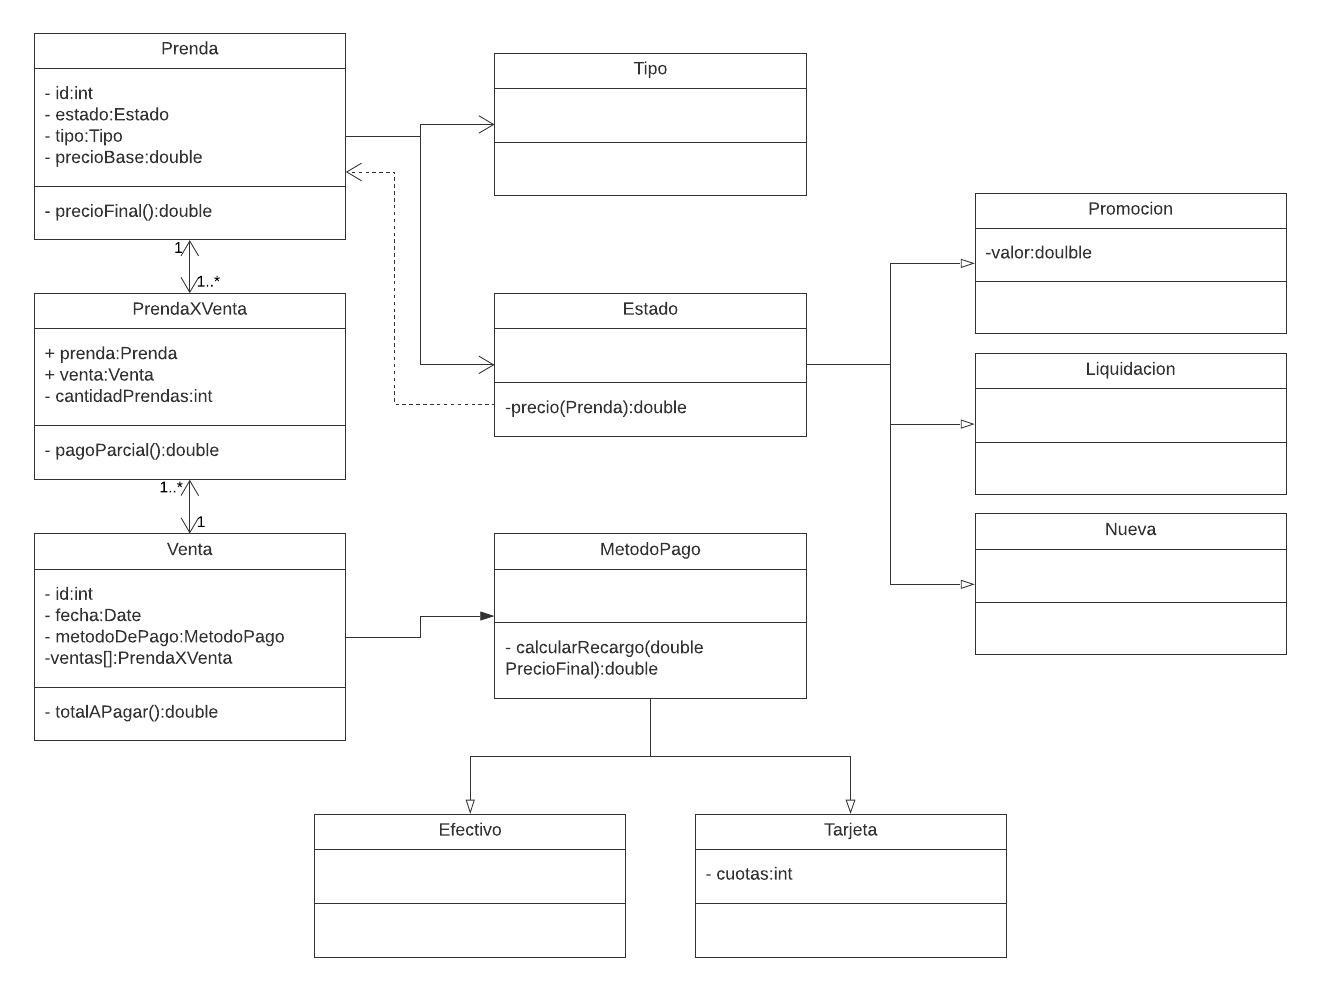 Prenda
- id:int
- estado:Estado
- tipo:Tipo
- precioBase:double
- precioFinal():double
1
1..*
PrendaXVenta
+ prenda:Prenda
+ venta:Venta
- cantidadPrendas:int
- pagoParcial():double
1..*
1
Venta
- id:int
- fecha:Date
- metodoDePago:MetodoPago
-ventas[]:PrendaXVenta
- totalAPagar():double
Tipo
Estado
-precio(Prenda):double
MetodoPago
- calcularRecargo(double
PrecioFinal):double
Promocion
-valor:doulble
Liquidacion
Nueva
Efectivo
Tarjeta
- cuotas:int